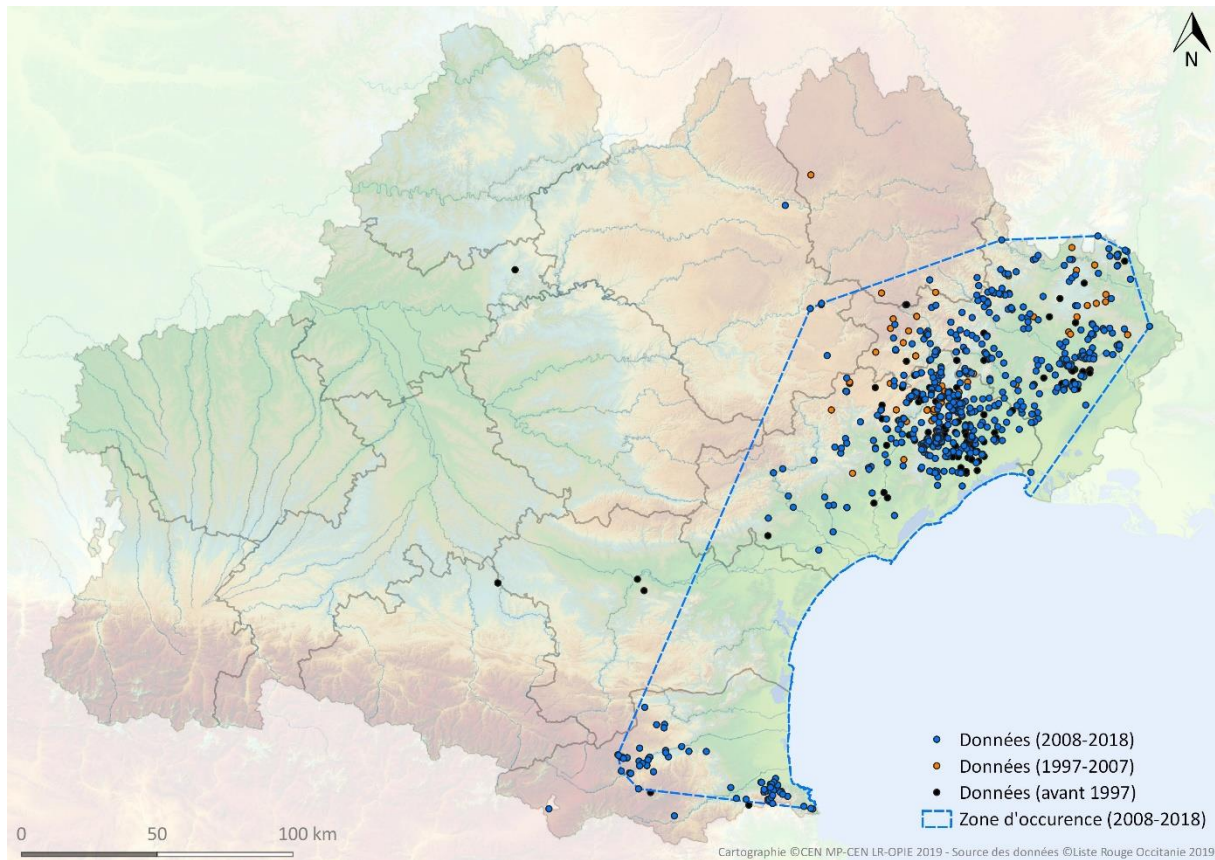 N
Données (2008-2018)
Données (1997-2007)
Données (avant 1997)
Zone d'occurence (2008-2018)
0 50 100 km
Cartographie ©CEN MP-CEN LR-OPIE 2019 - Source des données ©Liste Rouge Occitanie 2019